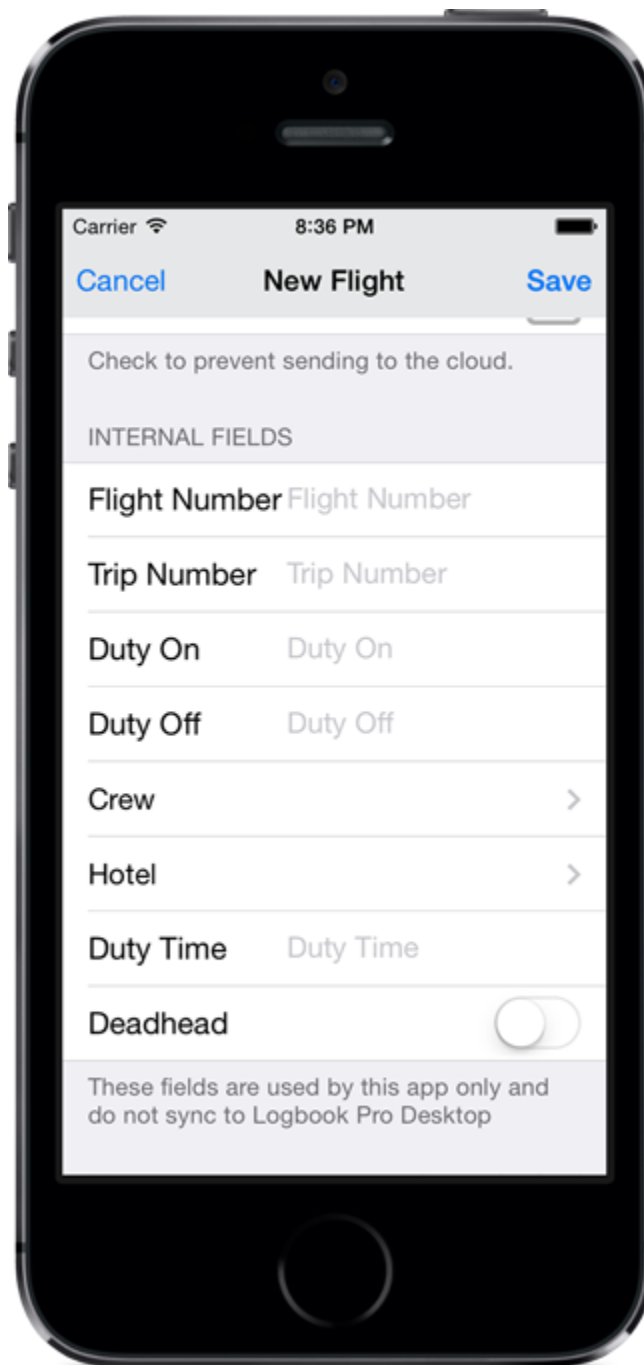 Carrier 8:36 PM
Cancel New Flight Save
Check to prevent sending to the cloud.
INTERNAL FIELDS
Flight Number Flight Number
Trip Number Trip Number
Duty On Duty On
Duty Off Duty Off
Crew
Hotel
Duty Time Duty Time
Deadhead
These fields are used by this app only and
do not sync to Logbook Pro Desktop